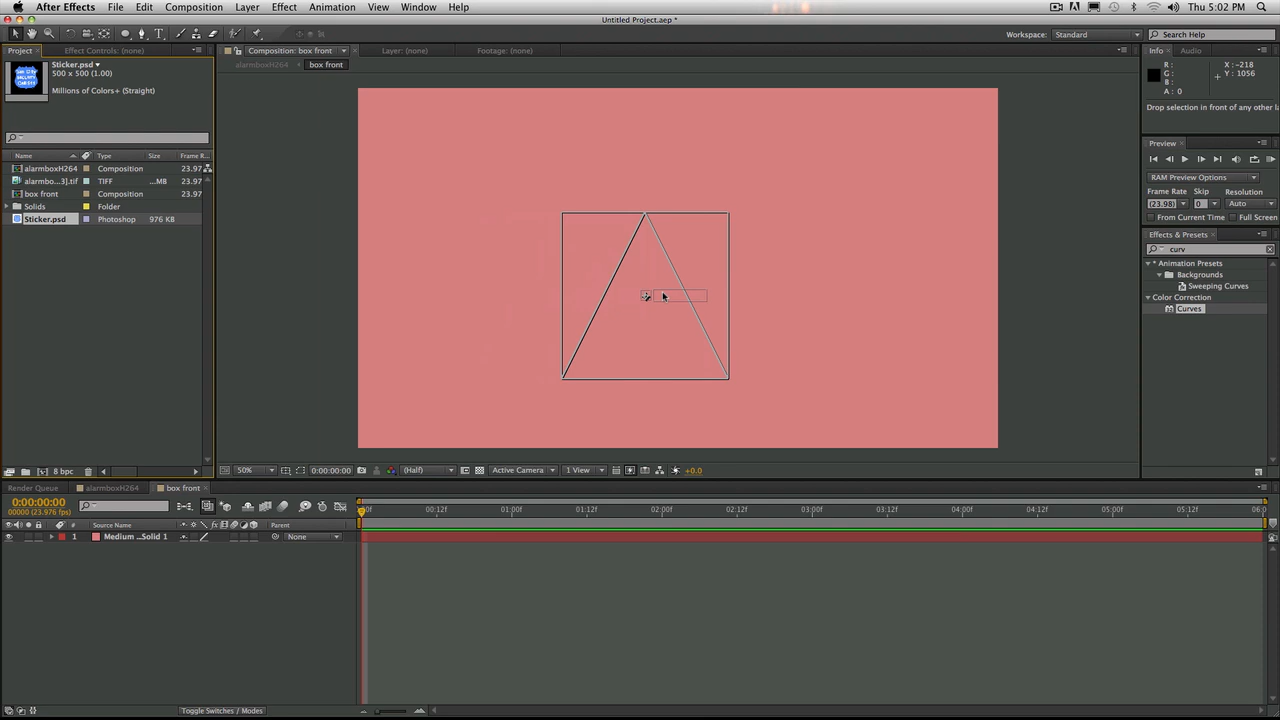 After Effects File Edit Composition Layer Effect Animation View Window Help Thu 5:02 PM
Untitled Project.aep *
Workspace: Standard Search Help
Project Effect Controls: (none) Composition: box front Layer: (none) Footage: (none) Info Audio
alarmboxH264 box front
Sticker.psd
500 x 500 (1.00)
Millions of Colors+ (Straight)
R: X: -218
G: Y: 1056
B:
A: 0
Drop selection in front of any other la
Preview
RAM Preview Options
Frame Rate Skip Resolution
(23.98) 0 Auto
From Current Time Full Screen
Effects & Presets
curv
* Animation Presets
Backgrounds
Sweeping Curves
Color Correction
Curves
Name Type Size Frame R...
alarmboxH264 Composition 23.97
alarmbo...3].tif TIFF ...MB 23.97
box front Composition 23.97
Solids Folder
Sticker.psd Photoshop 976 KB
8 bpc
50% 0:00:00:00 (Half) Active Camera 1 View +0.0
Render Queue alarmboxH264 box front
0:00:00:00
00000 (23.976 fps)
00f 00:12f 01:00f 01:12f 02:00f 02:12f 03:00f 03:12f 04:00f 04:12f 05:00f 05:12f 06:0
# Source Name Parent
1 Medium ...Solid 1 None
Toggle Switches / Modes